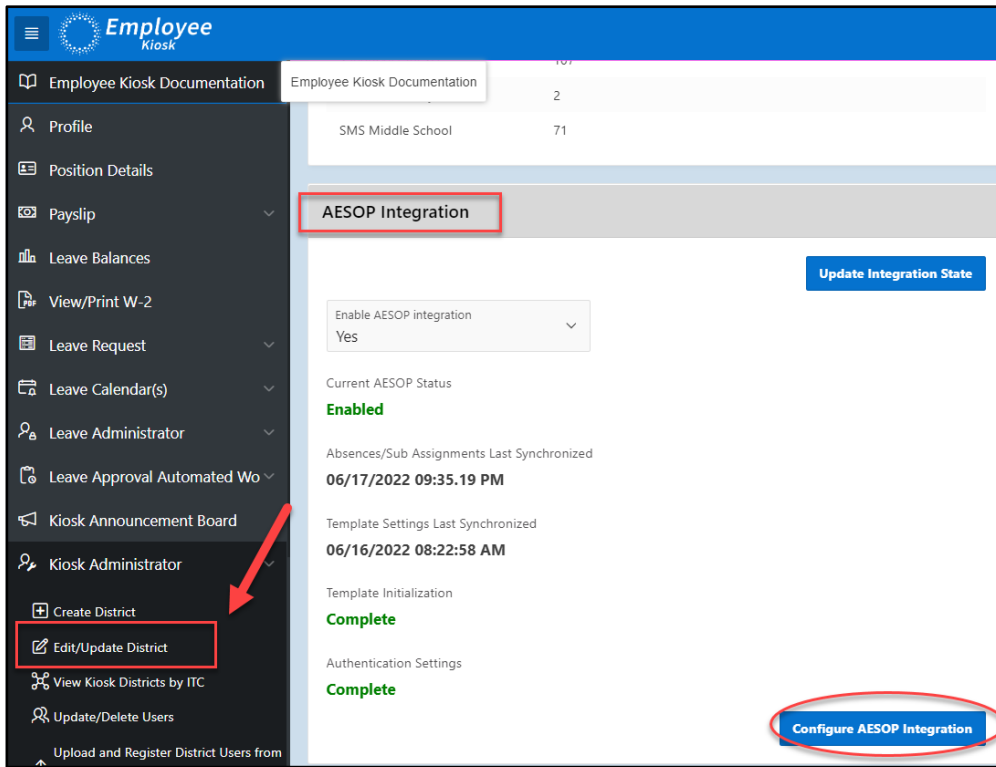 Employee
Kiosk
Employee Kiosk Documentation
Profile
Position Details
Payslip
Leave Balances
PDF
View/Print W-2
Leave Request
Leave Calendar(s)
Leave Administrator
Leave Approval Automated Wo
Kiosk Announcement Board
Kiosk Administrator
Create District
Edit/Update District
View Kiosk Districts by ITC
Update/Delete Users
Upload and Register District Users from
Employee Kiosk Documentation
2
SMS Middle School 71
AESOP Integration
Update Integration State
Enable AESOP integration
Yes
Current AESOP Status
Enabled
Absences/Sub Assignments Last Synchronized
06/17/2022 09:35.19 PM
Template Settings Last Synchronized
06/16/2022 08:22:58 AM
Template Initialization
Complete
Authentication Settings
Complete
Configure AESOP Integration